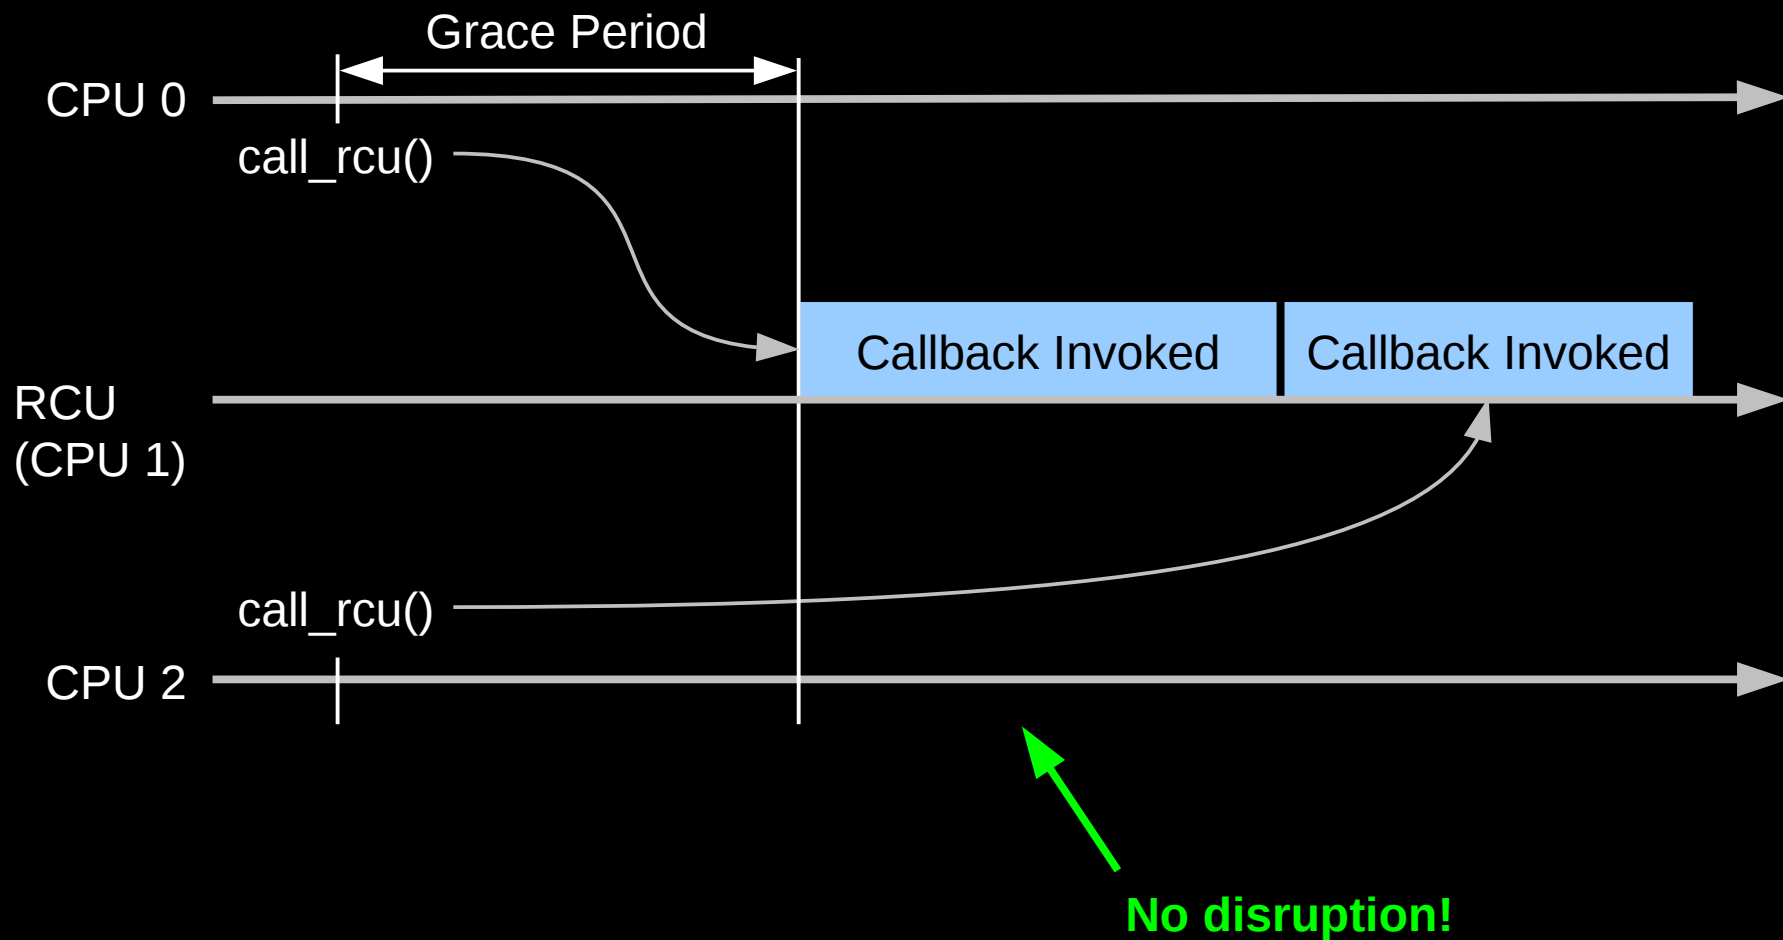 Grace Period
CPU 0
call_rcu()
Callback Invoked
Callback Invoked
RCU
(CPU 1)
call_rcu()
CPU 2
No disruption!